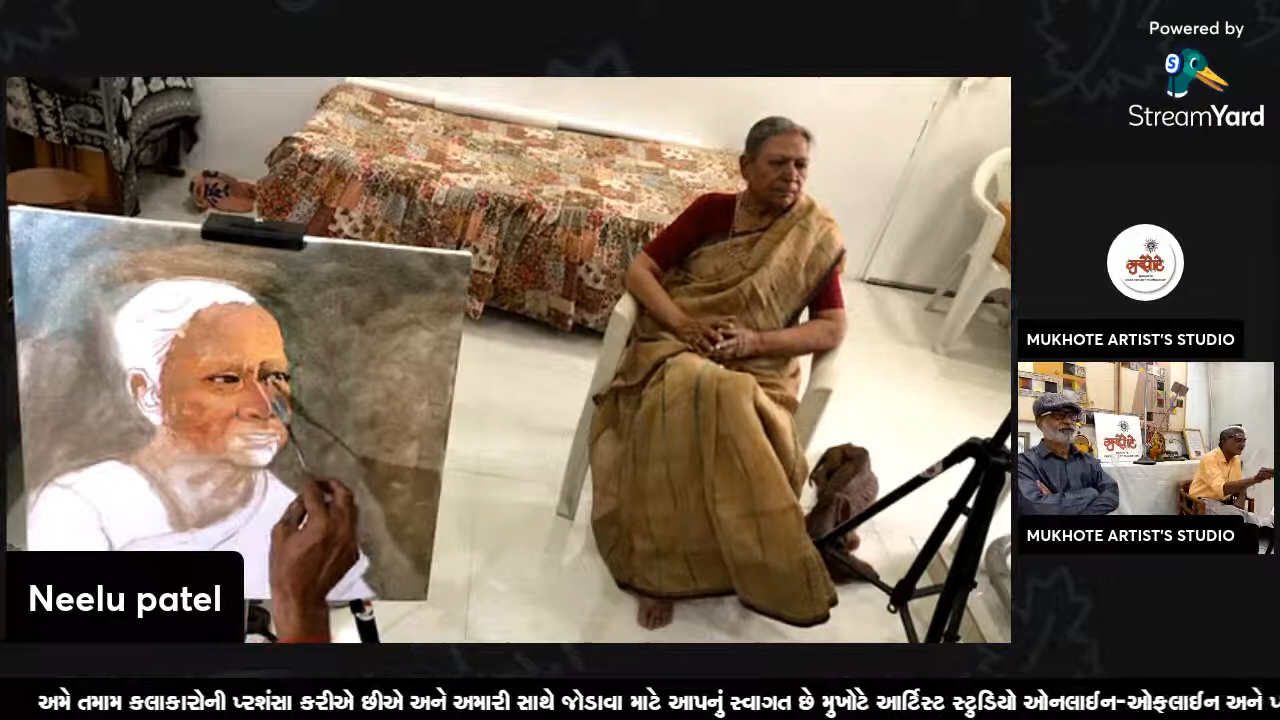 Powered by
StreamYard
मुखौटे
MUKHOTE ARTIST'S STUDIO
मुखौटे
MUKHOTE ARTIST'S STUDIO
Neelu patel
અમે તમામ કલાકારોની પ્રશંસા કરીએ છીએ અને અમારી સાથે જોડાવા માટે આપનું સ્વાગત છે મુખોટે આર્ટિસ્ટ સ્ટુડિયો ઓનલાઈન-ઓફલાઈન અને